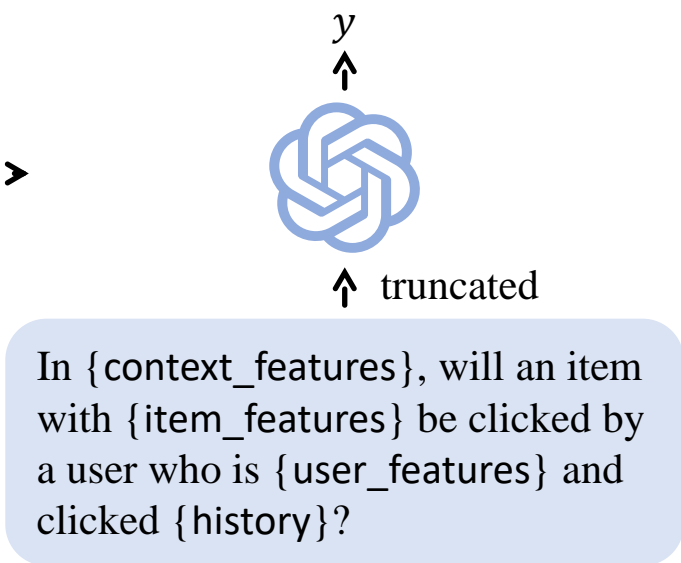 y
truncated
In {context_features}, will an item
with {item_features} be clicked by
a user who is {user_features} and
clicked {history}?